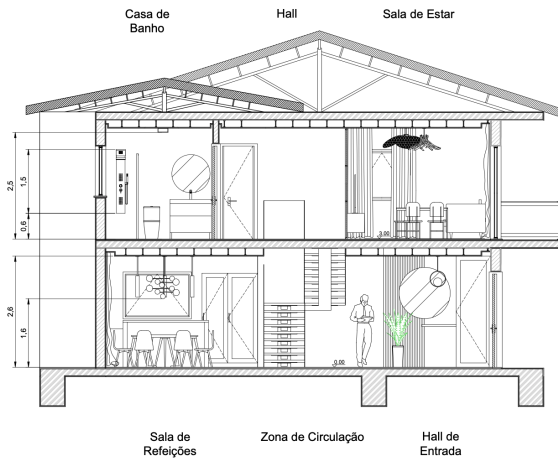 Casa de
Banho
Hall
Sala de Estar
2,5
1,5
0,6
3.00
2,6
1,6
0.00
Sala de
Refeições
Zona de Circulação
Hall de
Entrada